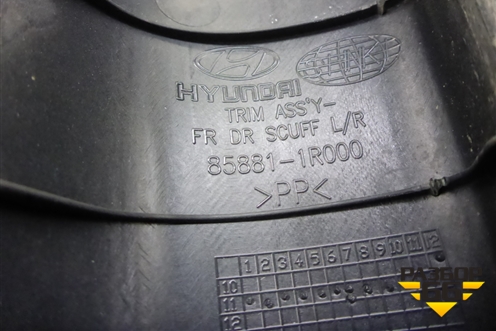 HYUNDAI
TRIM ASS'Y-
FR DR SCUFF L/R
85881-1R000
>PP<
1 2 3 4 5 6 7 8 9 10 11 12
10
11
12
РАЗБОР